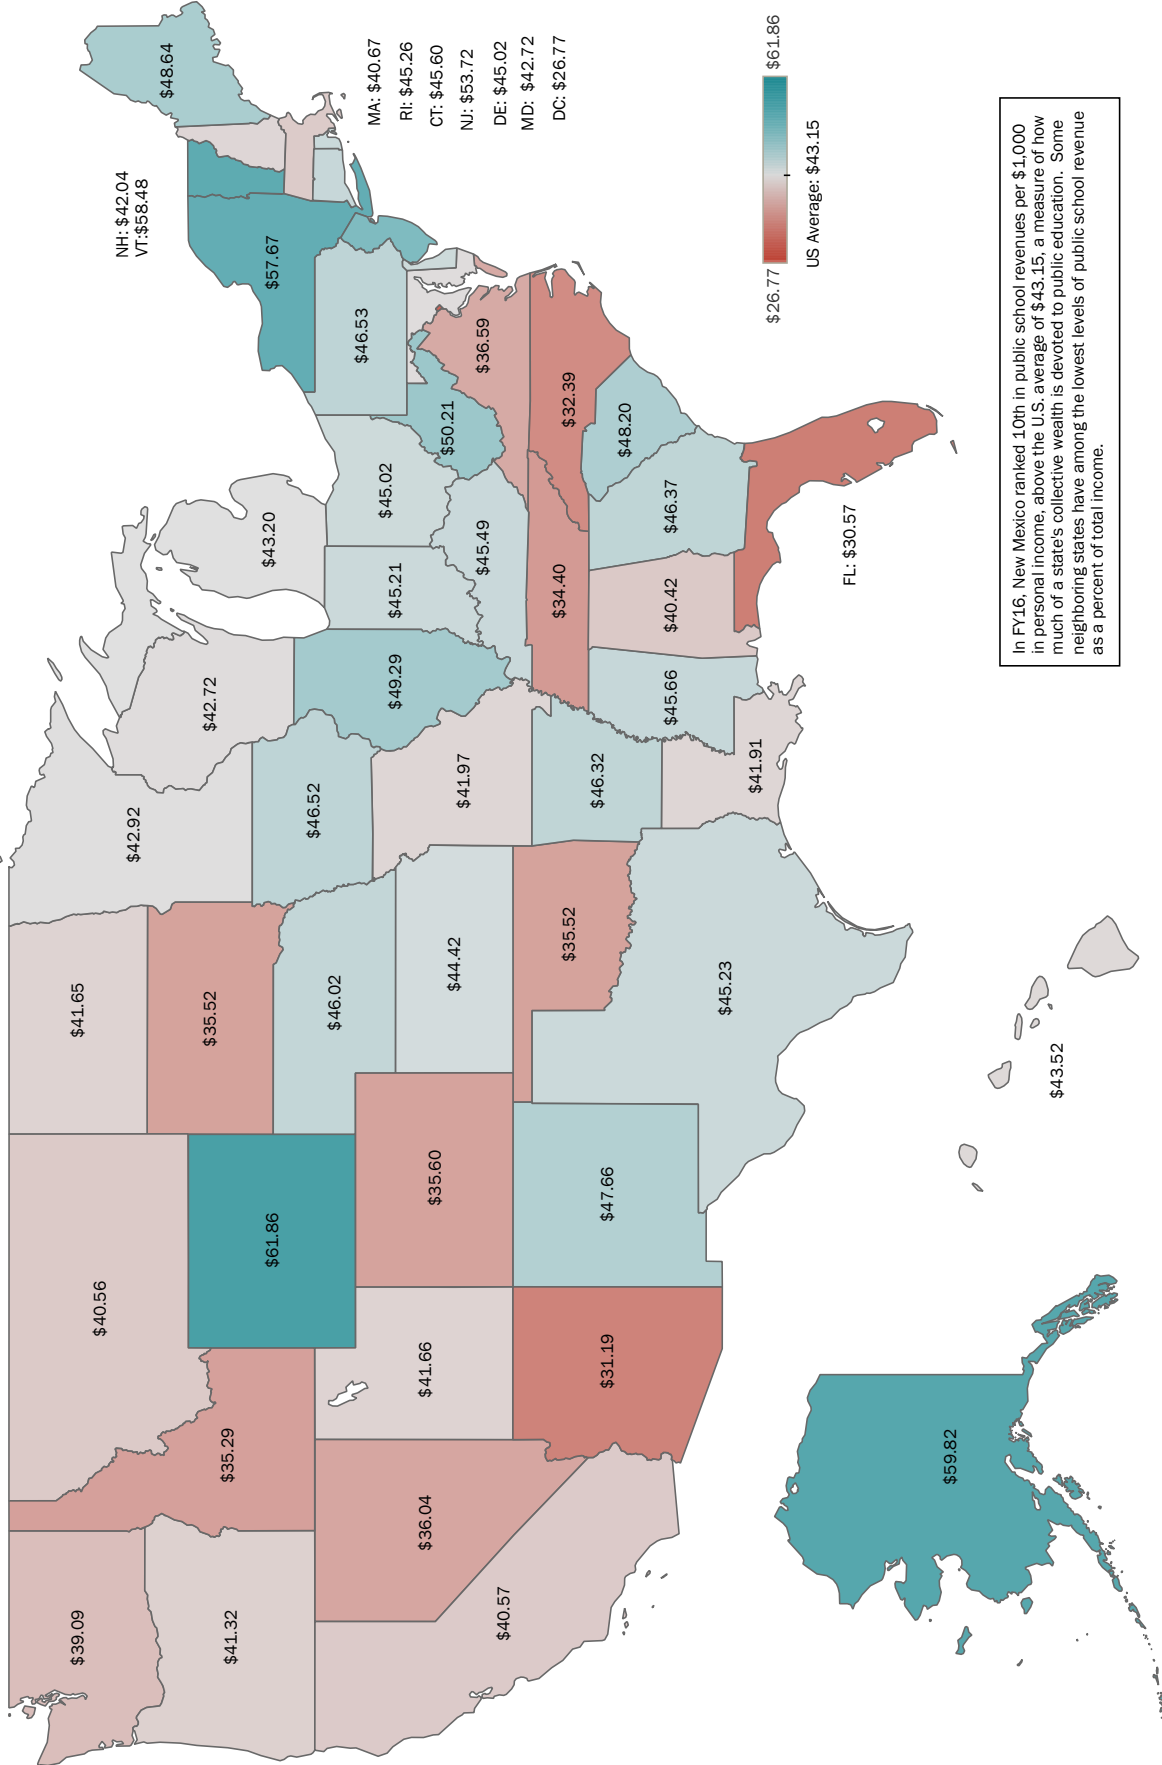 $48.64
NH: $42.04
VT:$58.48
$57.67
MA: $40.67
RI: $45.26
CT: $45.60
NJ: $53.72
DE: $45.02
MD: $42.72
DC: $26.77
$39.09
$40.56
$41.65
$42.92
$42.72
$43.20
$46.53
$41.32
$35.29
$61.86
$35.52
$46.52
$49.29
$45.21
$45.02
$50.21
$36.59
$36.04
$41.66
$35.60
$46.02
$44.42
$41.97
$45.49
$32.39
$40.57
$31.19
$47.66
$35.52
$46.32
$34.40
$48.20
$45.23
$41.91
$45.66
$40.42
$46.37
FL: $30.57
$59.82
$43.52
$26.77
$61.86
US Average: $43.15
In FY16, New Mexico ranked 10th in public school revenues per $1,000
in personal income, above the U.S. average of $43.15, a measure of how
much of a state's collective wealth is devoted to public education.  Some
neighboring states have among the lowest levels of public school revenue
as a percent of total income.